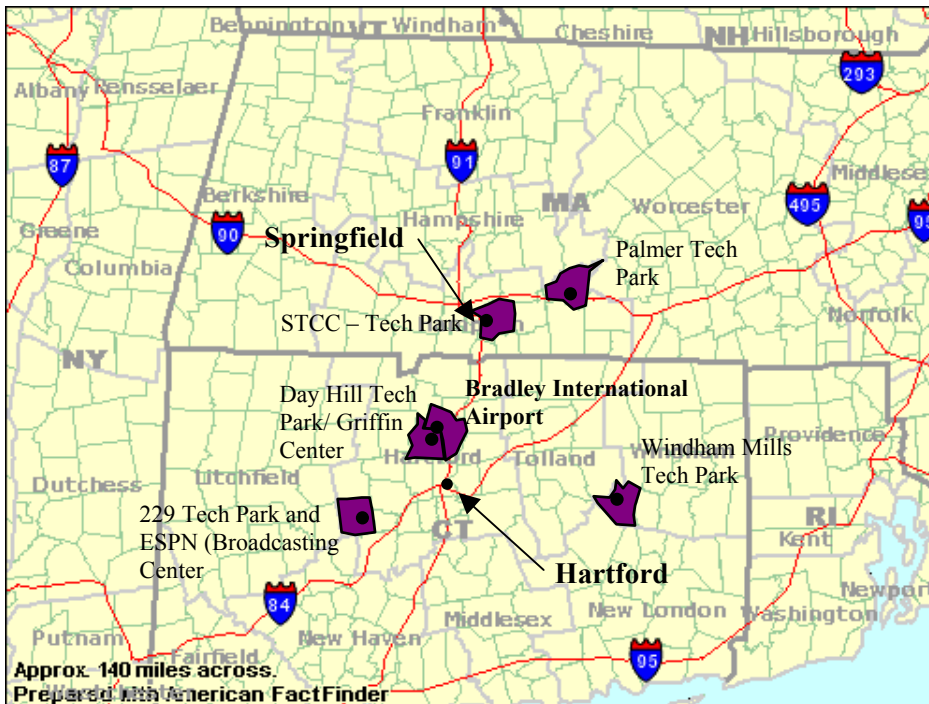 Bennington VT Windham
Cheshire NH Hillsborough
Albany Rensselaer
293
Franklin
87
91
Middlesex
Berkshire
495
Hampshire MA Worcester
95
Greene
90
Springfield
Palmer Tech
Park
Columbia
STCC – Tech Park
Norfolk
NY
Day Hill Tech
Park/ Griffin
Center
Bradley International
Airport
Windham Mills
Tech Park
Providence
Hartford
Tolland
Litchfield
Dutchess
229 Tech Park and
ESPN (Broadcasting
Center
CT
RI
Kent
Hartford
84
Newport
New London
Washington
Middlesex
Putnam
New Haven
Fairfield
95
Approx. 140 miles across.
Prepared with American FactFinder